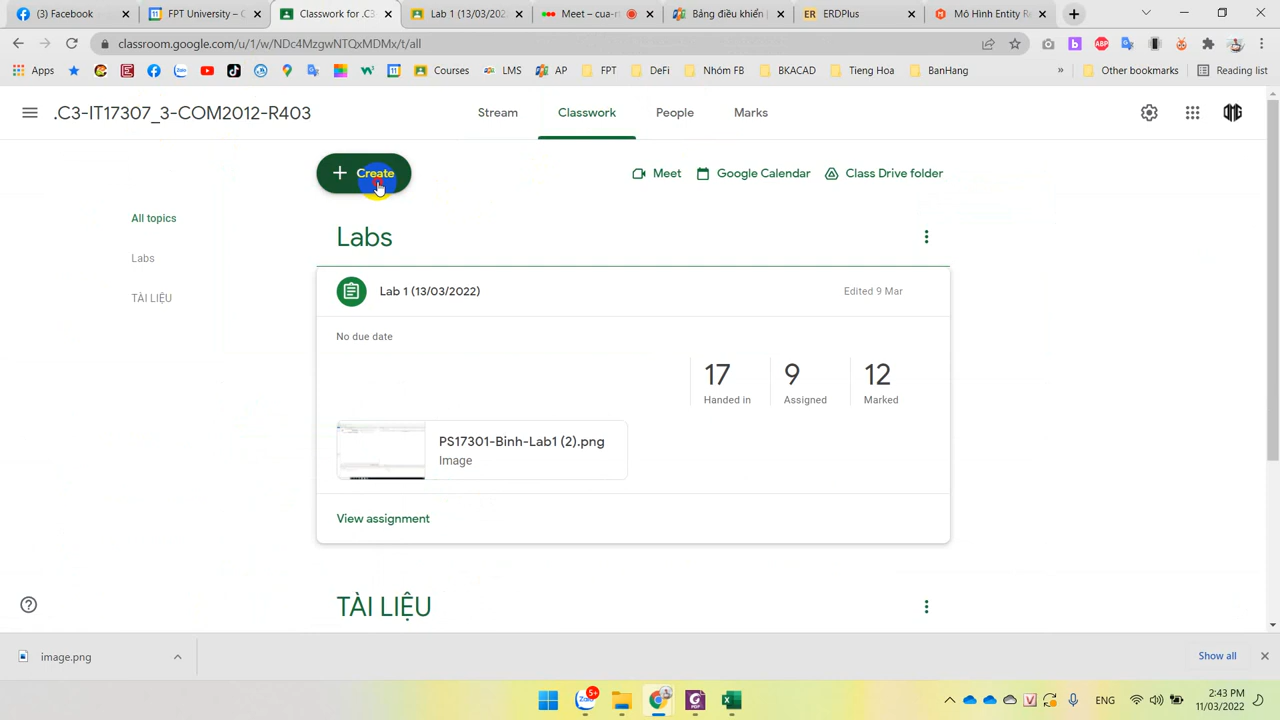 (3) Facebook
FPT University - C
Classwork for .C3
Lab 1 (13/03/2022)
Meet – cua-r
Bảng điều khiển
ERDPlus
Mô Hình Entity Re
classroom.google.com/u/1/w/NDc4MzgwNTQxMDMx/t/all
Apps
Courses
LMS
AP
FPT
DeFi
Nhóm FB
BKACAD
Tieng Hoa
BanHang
»
Other bookmarks
Reading list
.C3-IT17307_3-COM2012-R403
Stream
Classwork
People
Marks
+ Create
Meet
Google Calendar
Class Drive folder
All topics
Labs
TÀI LIỆU
Labs
Lab 1 (13/03/2022)
Edited 9 Mar
No due date
17
9
12
Handed in
Assigned
Marked
PS17301-Binh-Lab1 (2).png
Image
View assignment
TÀI LIỆU
image.png
Show all
Zalo
5+
ENG
2:43 PM
11/03/2022